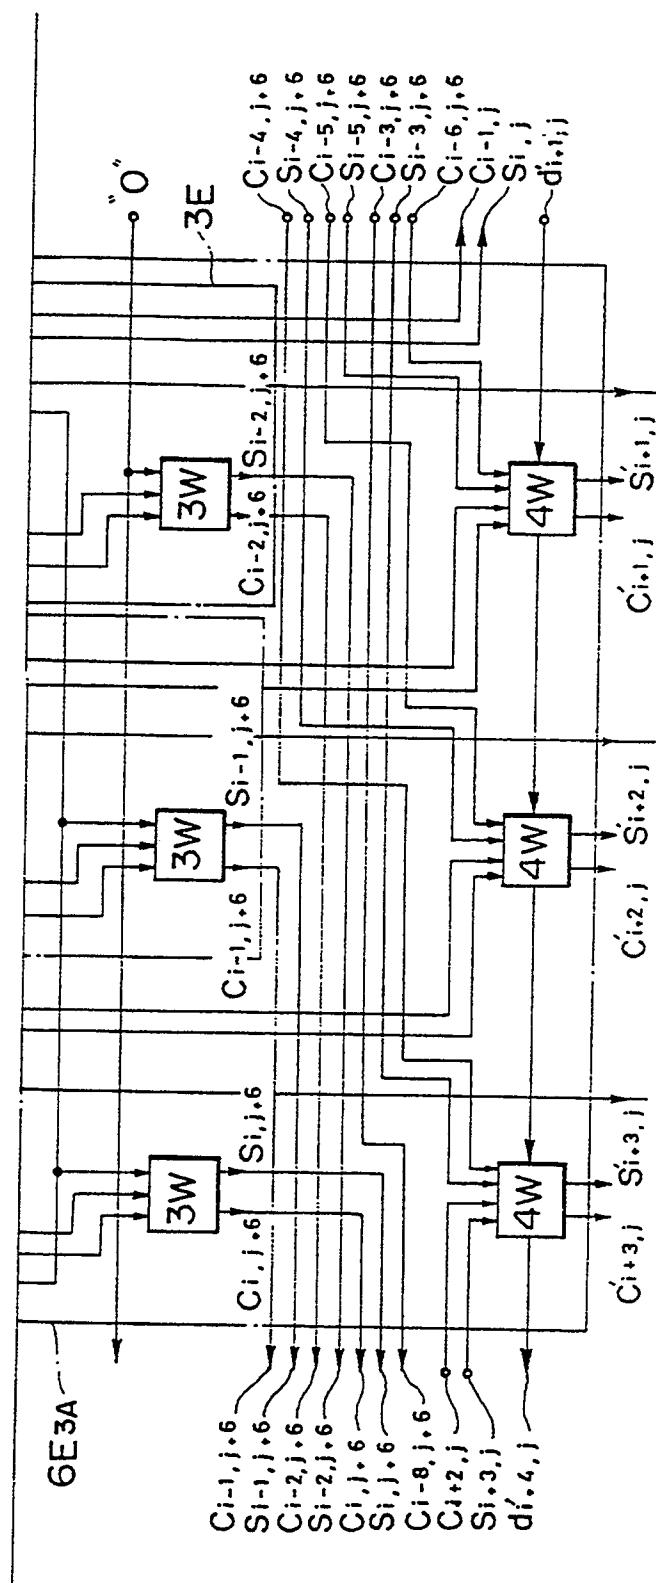 6E3A
"O"
3E
3W
3W
3W
Ci,j+6
Si,j+6
Ci-1,j+6
Si-1,j+6
Ci-2,j+6
Si-2,j+6
Ci-1,j+6
Si-1,j+6
Ci-2,j+6
Si-2,j+6
Ci,j+6
Si,j+6
Ci-8,j+6
Ci+2,j
Si+3,j
d'i+4,j
Ci-4,j+6
Si-4,j+6
Ci-5,j+6
Si-5,j+6
Ci-3,j+6
Si-3,j+6
Ci-6,j+6
Ci-1,j
Si,j
d'i+1,j
4W
4W
4W
C'i+3,j
S'i+3,j
C'i+2,j
S'i+2,j
C'i+1,j
S'i+1,j